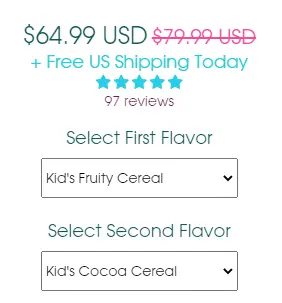 $64.99 USD $79.99 USD
+ Free US Shipping Today
97 reviews
Select First Flavor
Kid's Fruity Cereal
Select Second Flavor
Kid's Cocoa Cereal